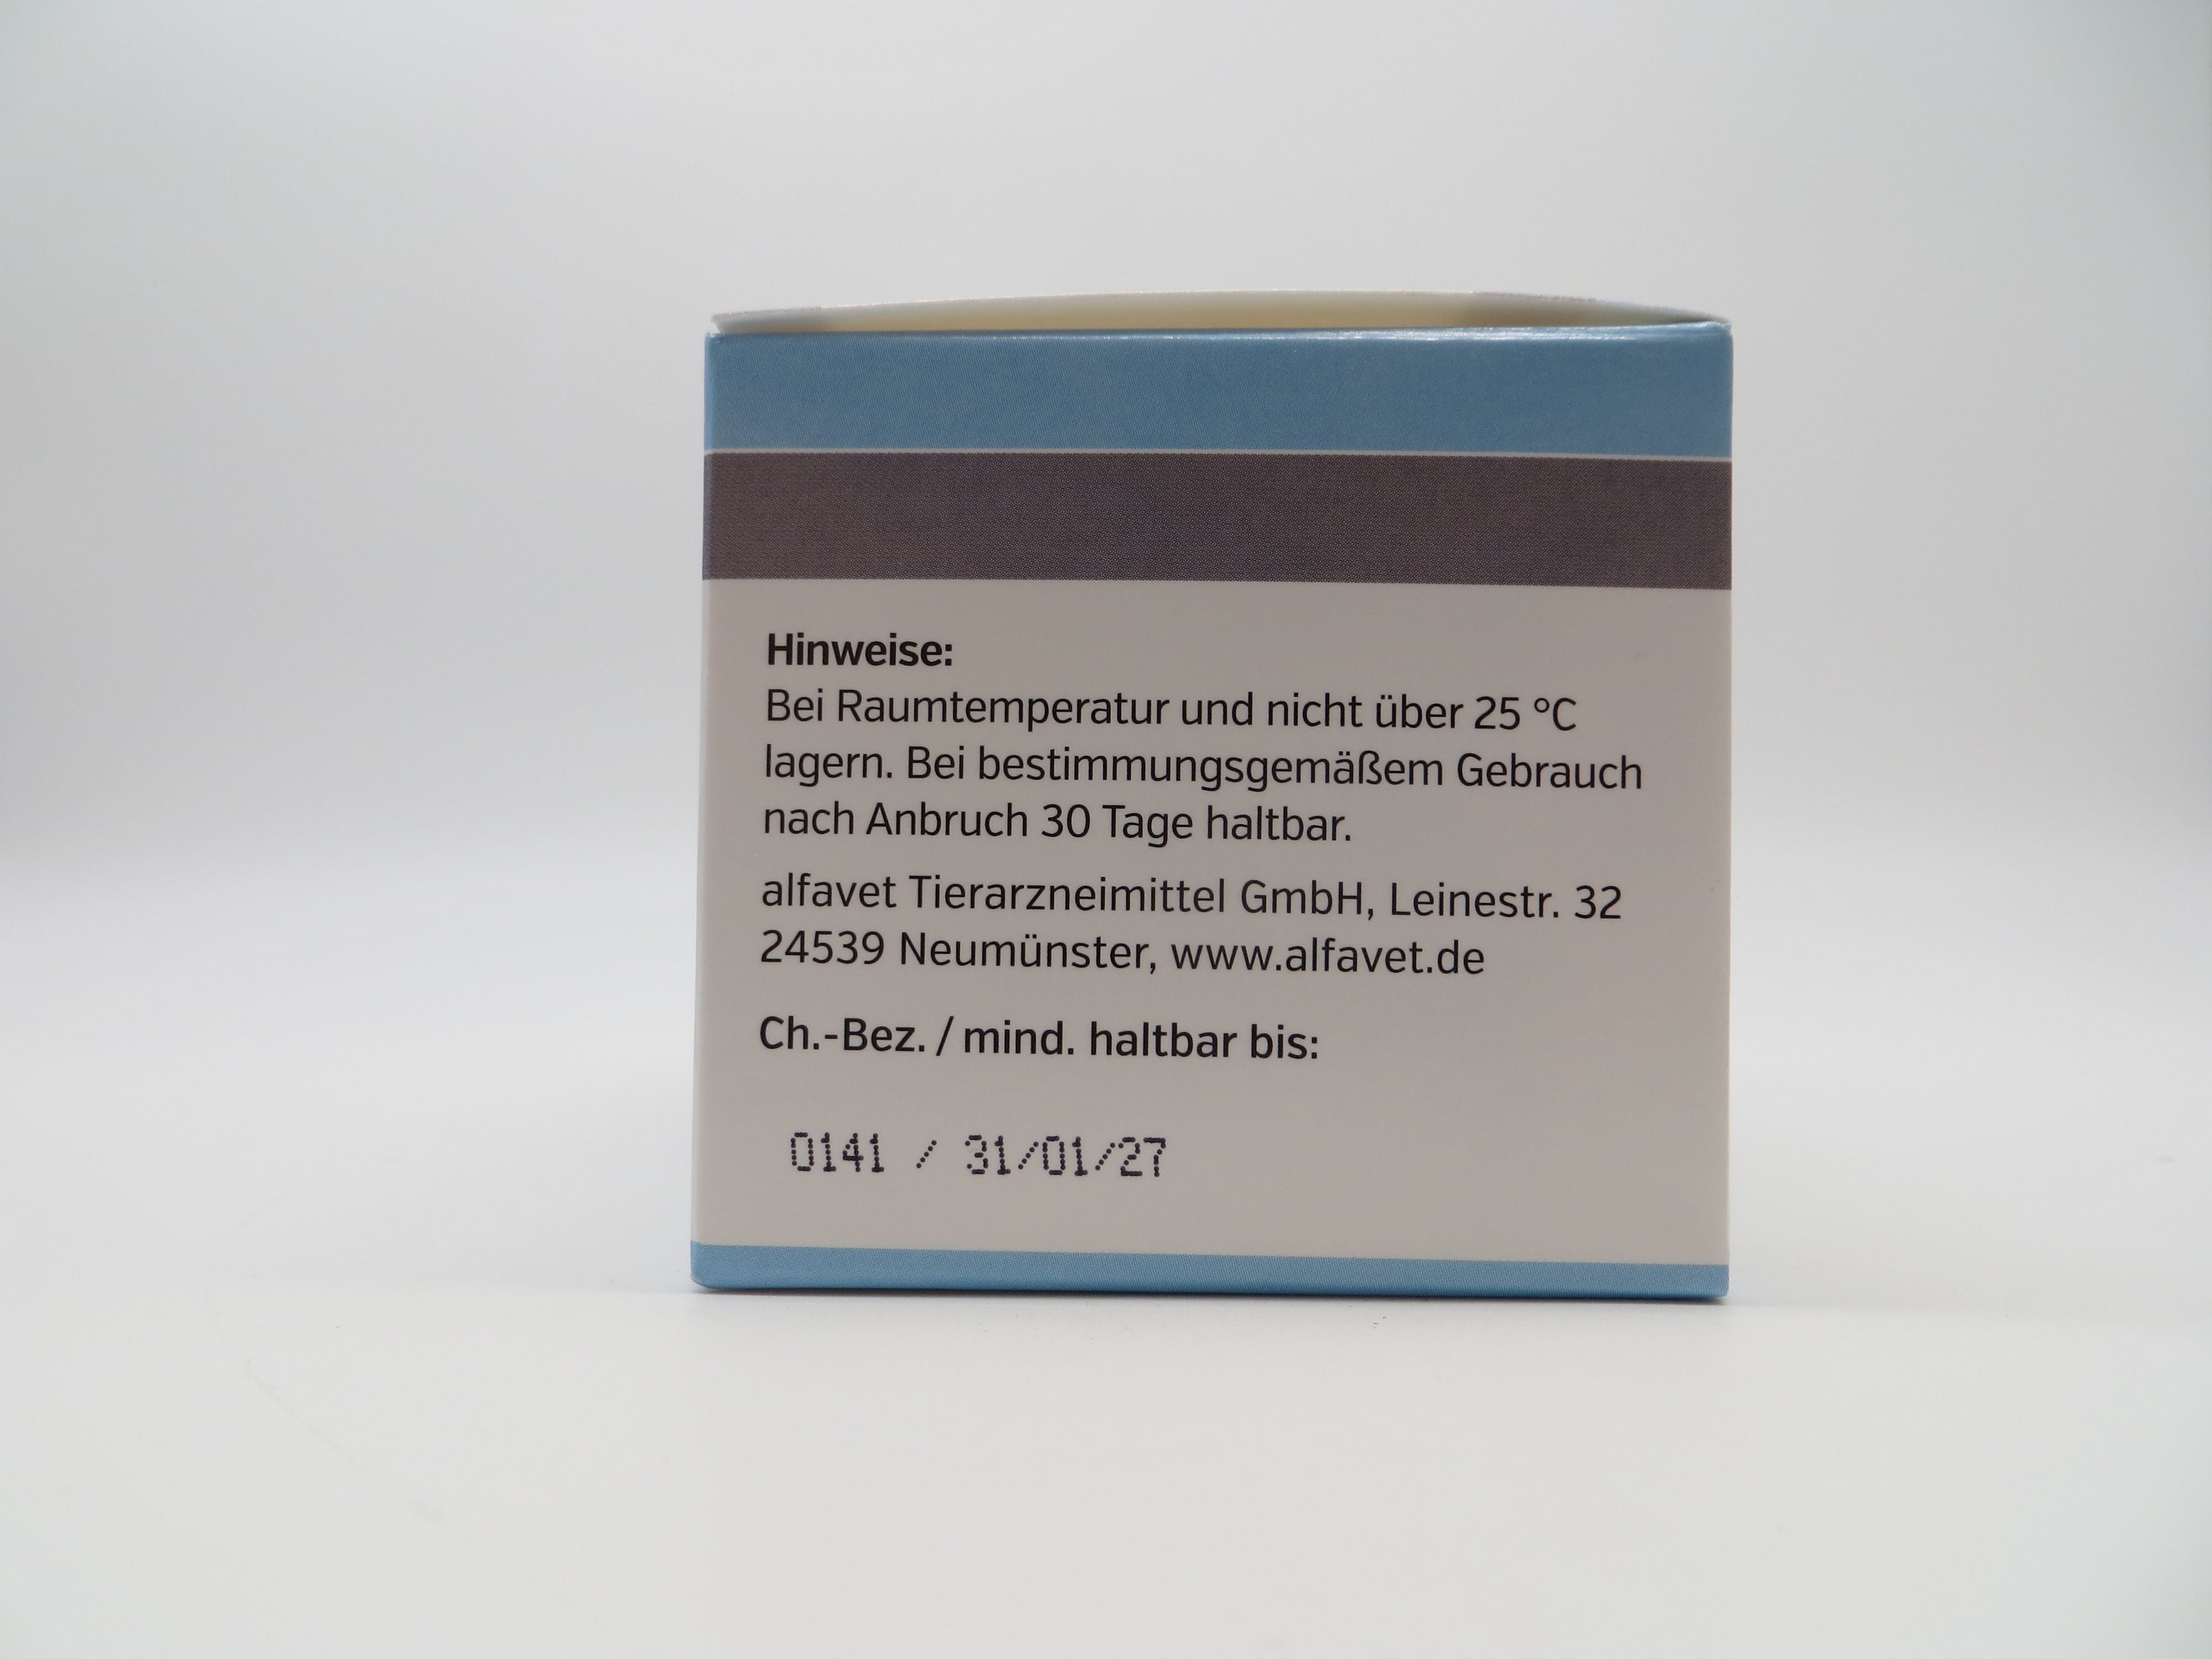 Hinweise:
Bei Raumtemperatur und nicht über 25 °C
lagern. Bei bestimmungsgemäßem Gebrauch
nach Anbruch 30 Tage haltbar.
alfavet Tierarzneimittel GmbH, Leinestr. 32
24539 Neumünster, www.alfavet.de
Ch.-Bez. / mind. haltbar bis:
0141 / 31/01/27